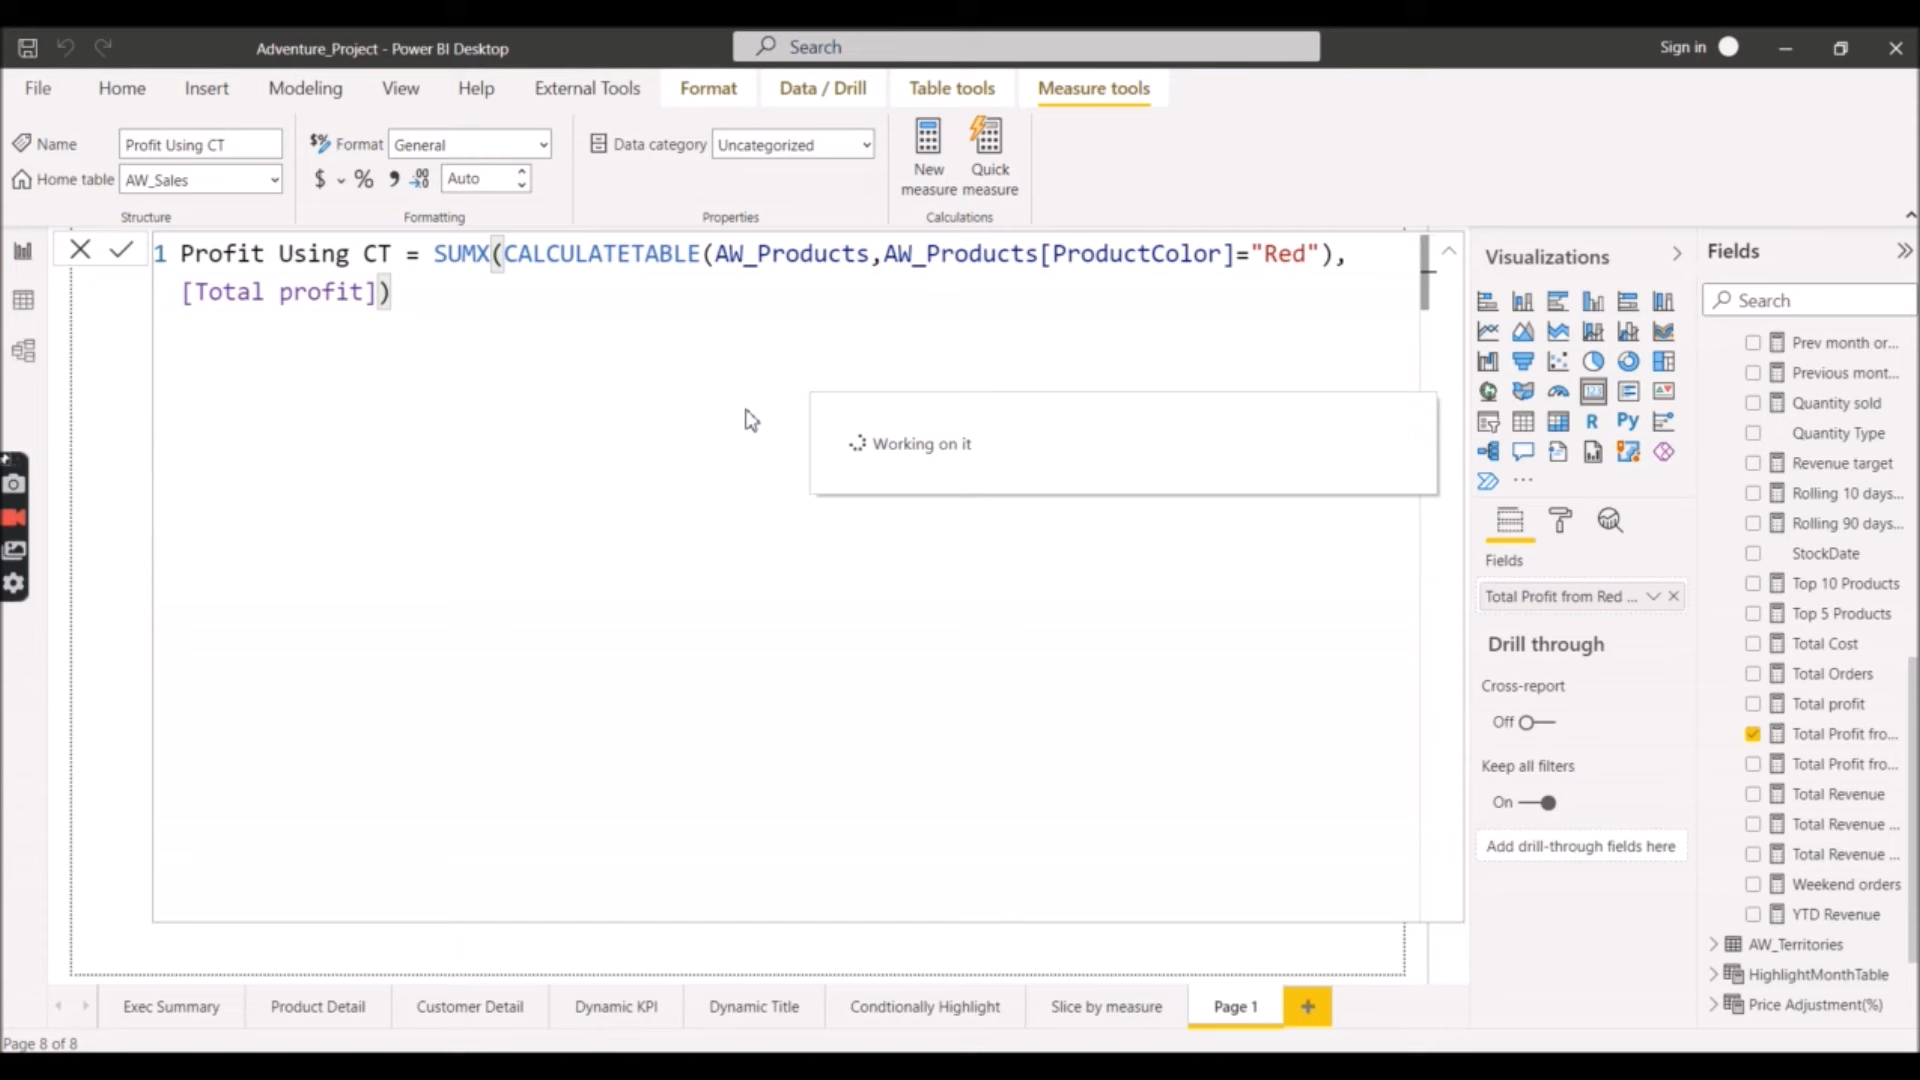 Adventure_Project - Power BI Desktop
Search
Sign in
File
Home
Insert
Modeling
View
Help
External Tools
Format
Data / Drill
Table tools
Measure tools
Name
Profit Using CT
Format
General
Data category
Uncategorized
Home table
AW_Sales
$ % 9 .00
Auto
New measure
Quick measure
Structure
Formatting
Properties
Calculations
1 Profit Using CT = SUMX(CALCULATETABLE(AW_Products,AW_Products[ProductColor]="Red"),
[Total profit])
Working on it
Visualizations
123
R
Py
...
Fields
Total Profit from Red ...
Drill through
Cross-report
Off
Keep all filters
On
Add drill-through fields here
Fields
Search
Prev month or...
Previous mont...
Quantity sold
Quantity Type
Revenue target
Rolling 10 days...
Rolling 90 days...
StockDate
Top 10 Products
Top 5 Products
Total Cost
Total Orders
Total profit
Total Profit fro...
Total Profit fro...
Total Revenue
Total Revenue ...
Total Revenue ...
Weekend orders
YTD Revenue
AW_Territories
HighlightMonthTable
Price Adjustment(%)
Exec Summary
Product Detail
Customer Detail
Dynamic KPI
Dynamic Title
Condtionally Highlight
Slice by measure
Page 1
+
Page 8 of 8